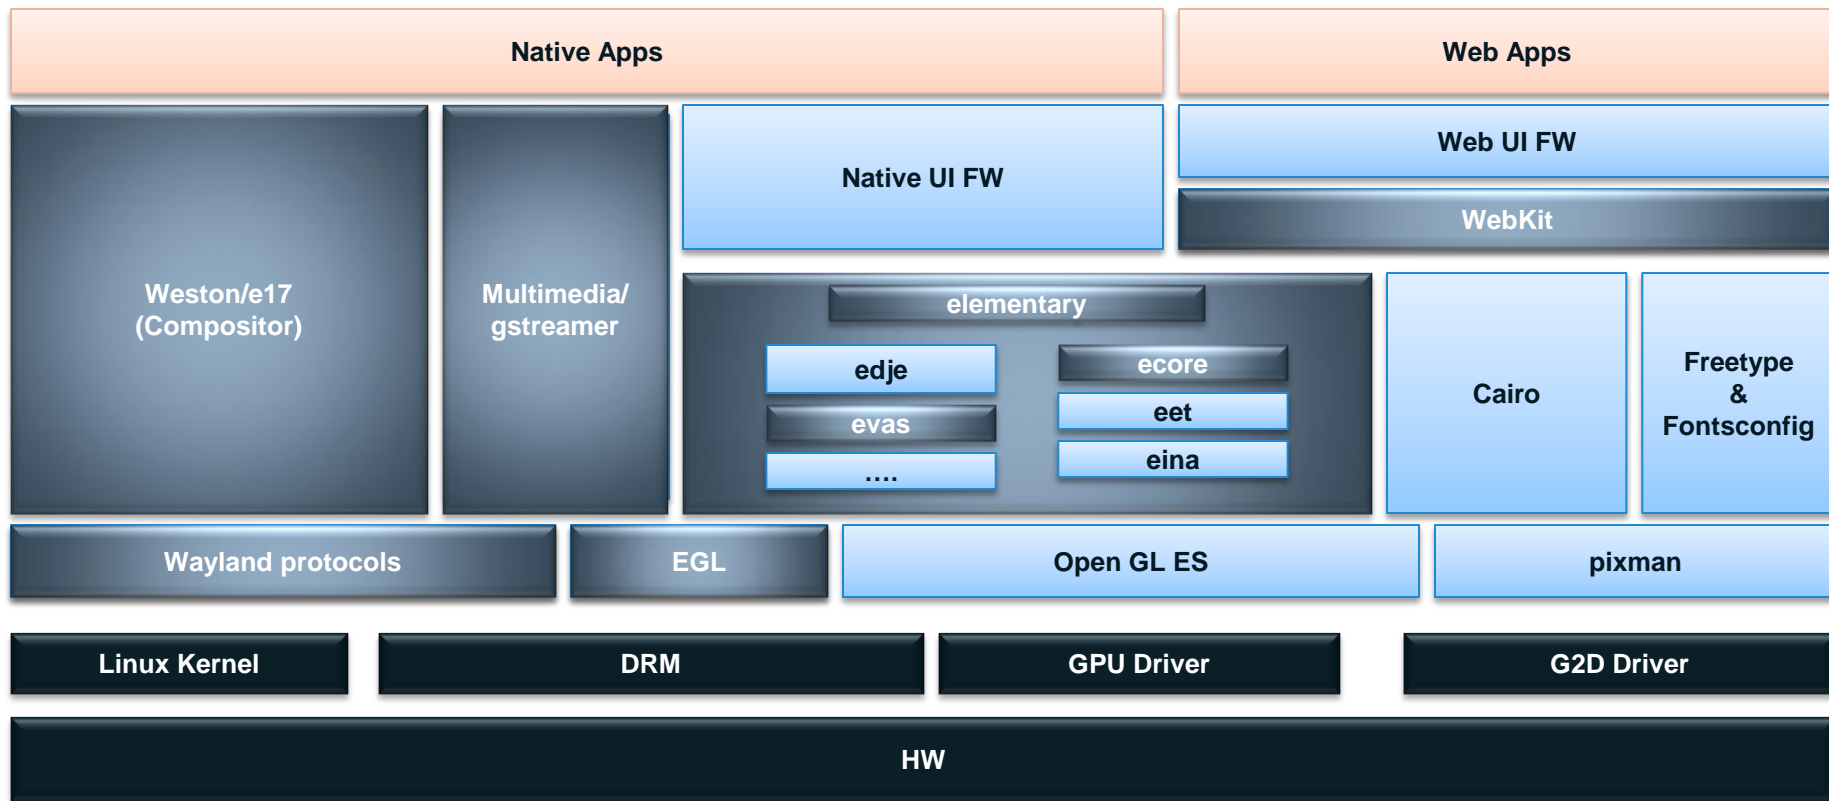 Native Apps
Web Apps
Web UI FW
Native UI FW
WebKit
Weston/e17
(Compositor)
Multimedia/
gstreamer
elementary
edje
ecore
evas
eet
....
eina
Cairo
Freetype
&
Fontsconfig
Wayland protocols
EGL
Open GL ES
pixman
Linux Kernel
DRM
GPU Driver
G2D Driver
HW